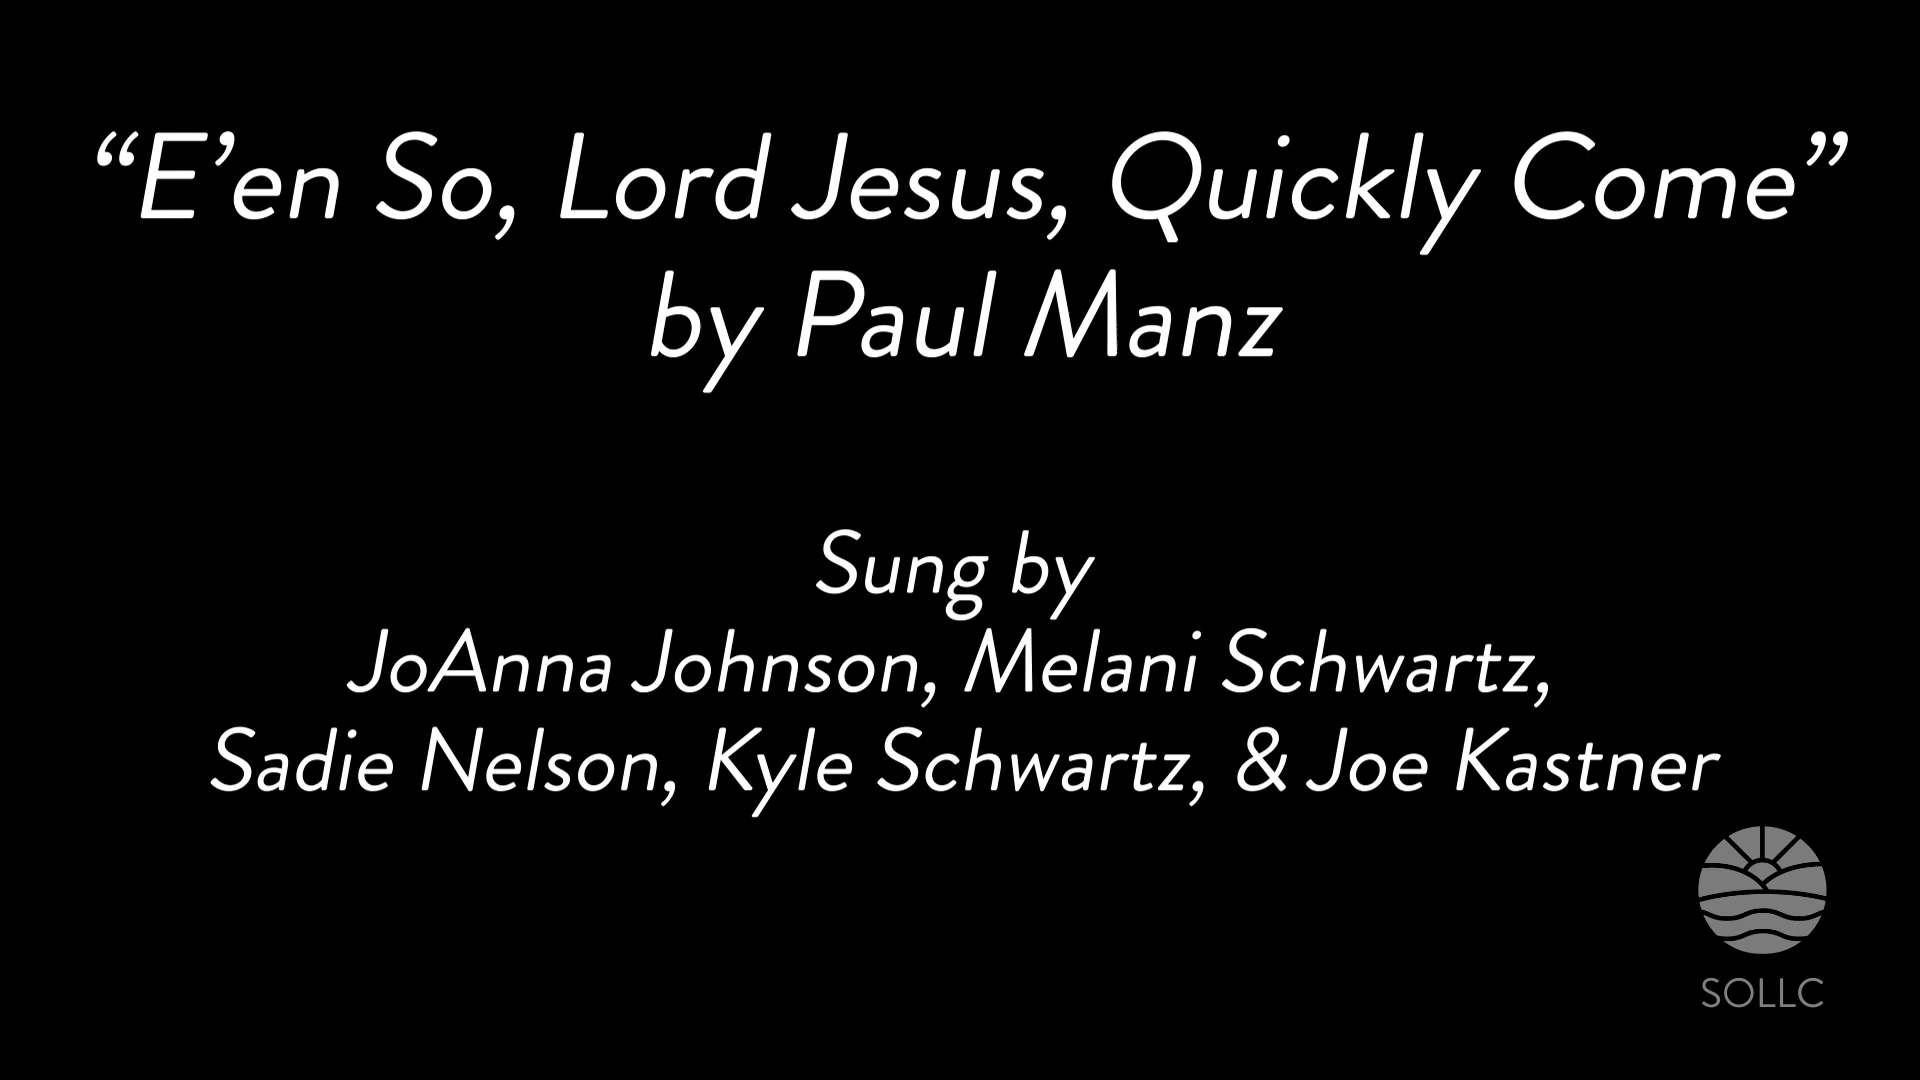 “E’en So, Lord Jesus, Quickly Come”
by Paul Manz
Sung by
JoAnna Johnson, Melani Schwartz,
Sadie Nelson, Kyle Schwartz, & Joe Kastner
SOLLC